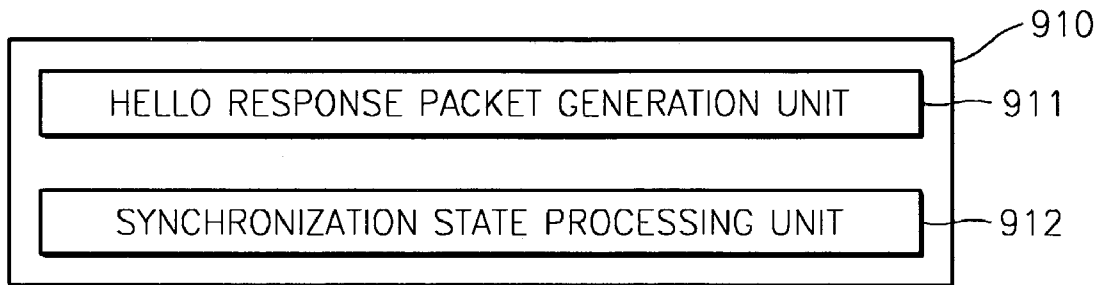 910
HELLO RESPONSE PACKET GENERATION UNIT 911
SYNCHRONIZATION STATE PROCESSING UNIT 912